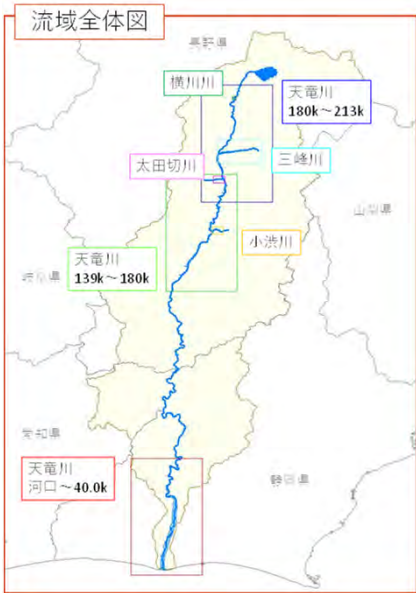 流域全体図
長野県
横川川
天竜川
180k～213k
太田切川
三峰川
山梨県
小渋川
天竜川
139k～180k
岐阜県
愛知県
天竜川
河口～40.0k
静岡県